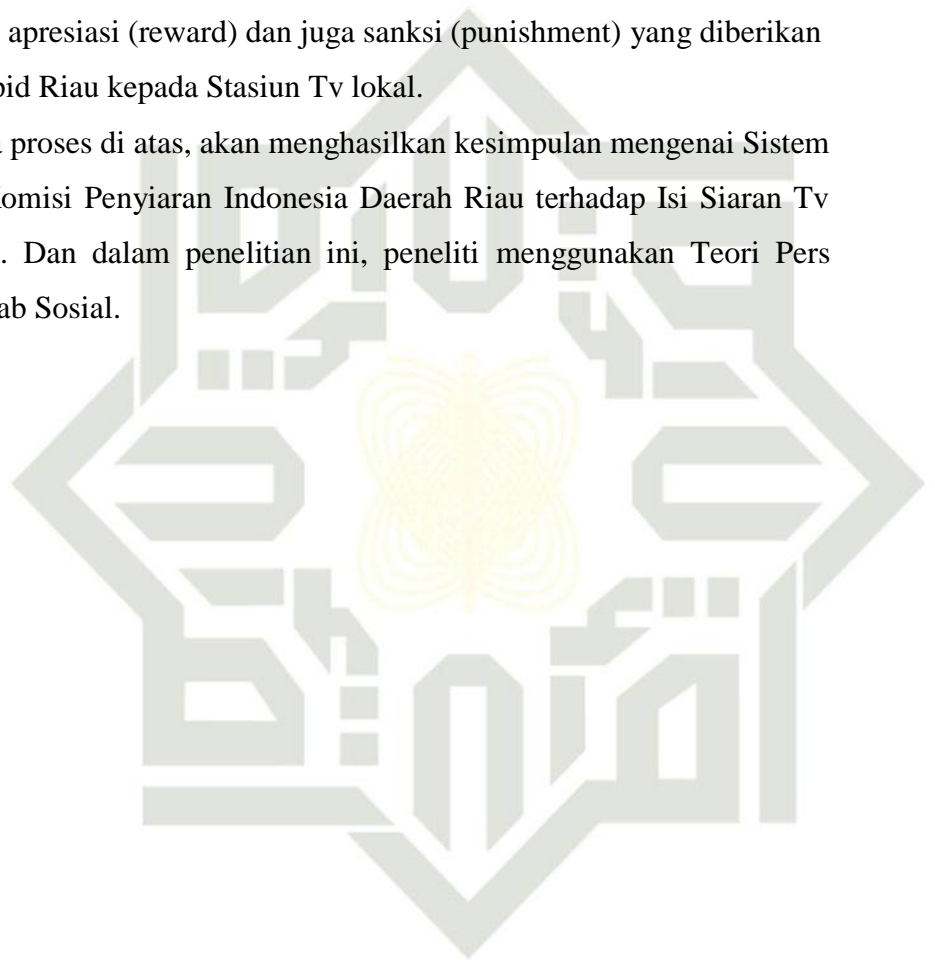 apresiasi (reward) dan juga sanksi (punishment) yang diberikan
pid Riau kepada Stasiun Tv lokal.
proses di atas, akan menghasilkan kesimpulan mengenai Sistem
Komisi Penyiaran Indonesia Daerah Riau terhadap Isi Siaran Tv
. Dan dalam penelitian ini, peneliti menggunakan Teori Pers
ab Sosial.